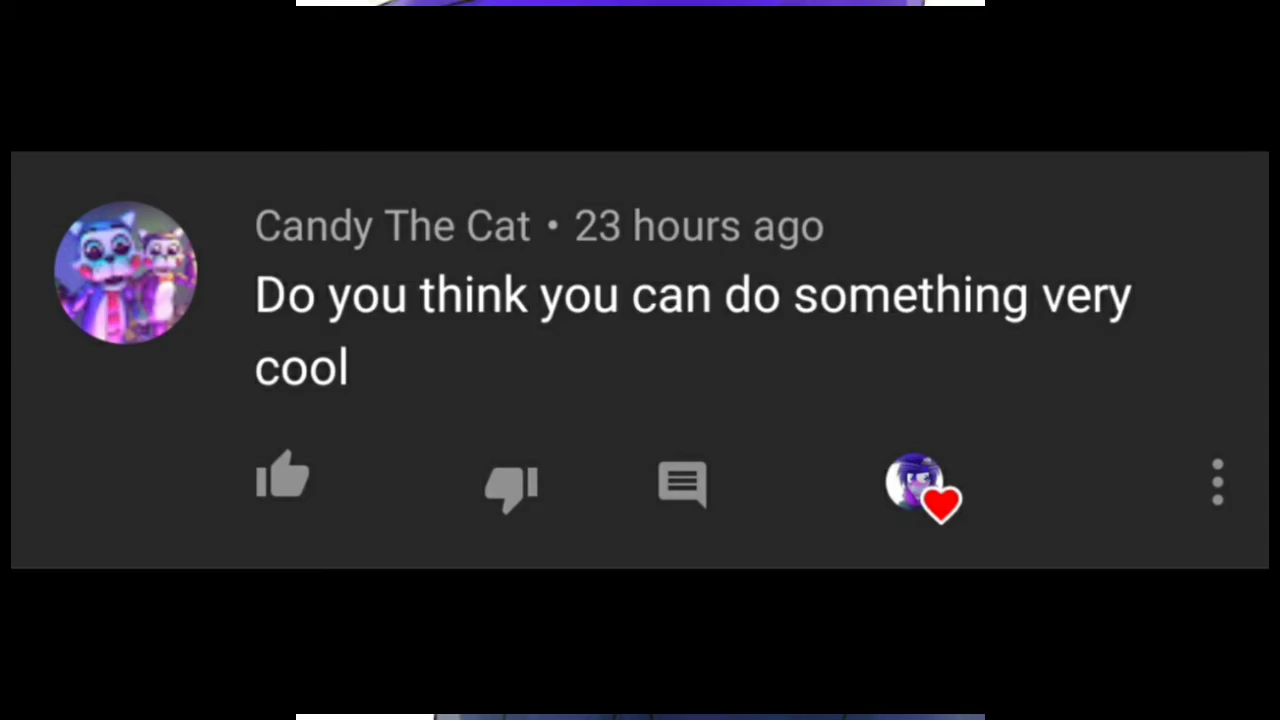 Candy The Cat • 23 hours ago
Do you think you can do something very
cool